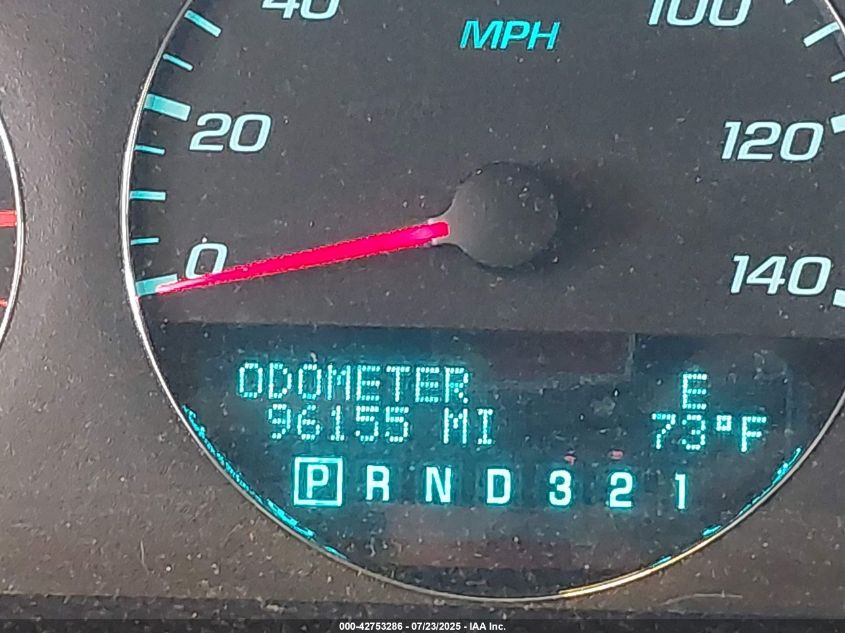 40
100
MPH
20
120
0
140
ODOMETER
E
96155 MI
73°F
P R N D 3 2 1
000-42753286 - 07/23/2025 - IAA Inc.